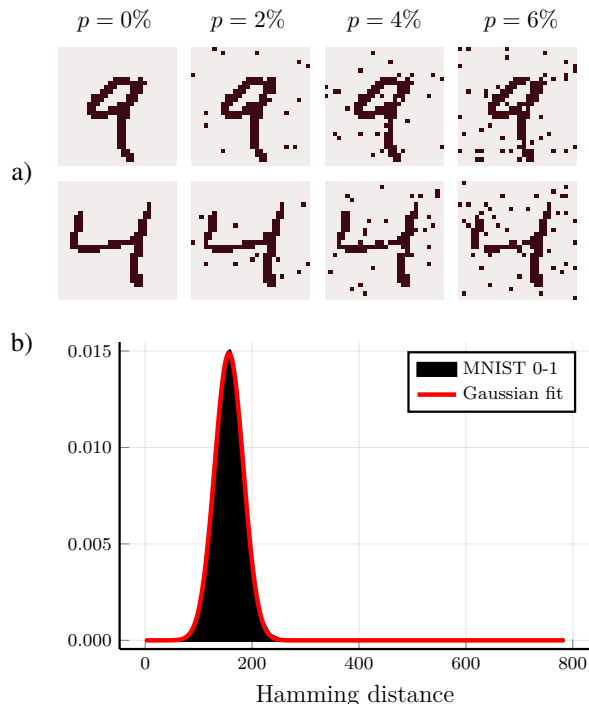 p = 0% p = 2% p = 4% p = 6%
a)
b)
0.015
0.010
0.005
0.000
MNIST 0-1
Gaussian fit
0 200 400 600 800
Hamming distance